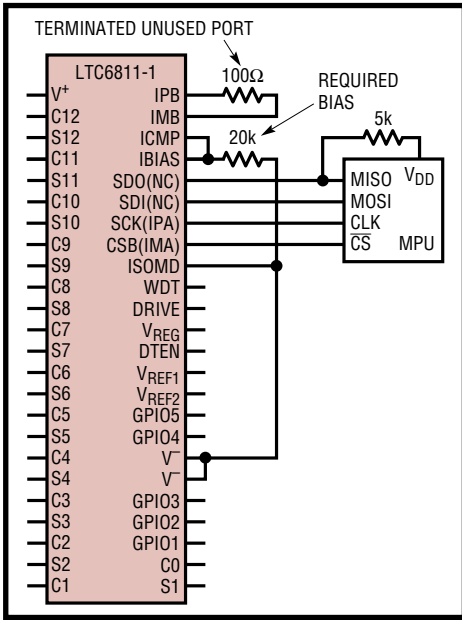 TERMINATED UNUSED PORT
LTC6811-1
100Ω
REQUIRED
BIAS
20k
5k
V+
C12
S12
C11
S11
C10
S10
C9
S9
C8
S8
C7
S7
C6
S6
C5
S5
C4
S4
C3
S3
C2
S2
C1
IPB
IMB
ICMP
IBIAS
SDO(NC)
SDI(NC)
SCK(IPA)
CSB(IMA)
ISOMD
WDT
DRIVE
VREG
DTEN
VREF1
VREF2
GPIO5
GPIO4
V–
V–
GPIO3
GPIO2
GPIO1
C0
S1
MISO VDD
MOSI
CLK
CS MPU